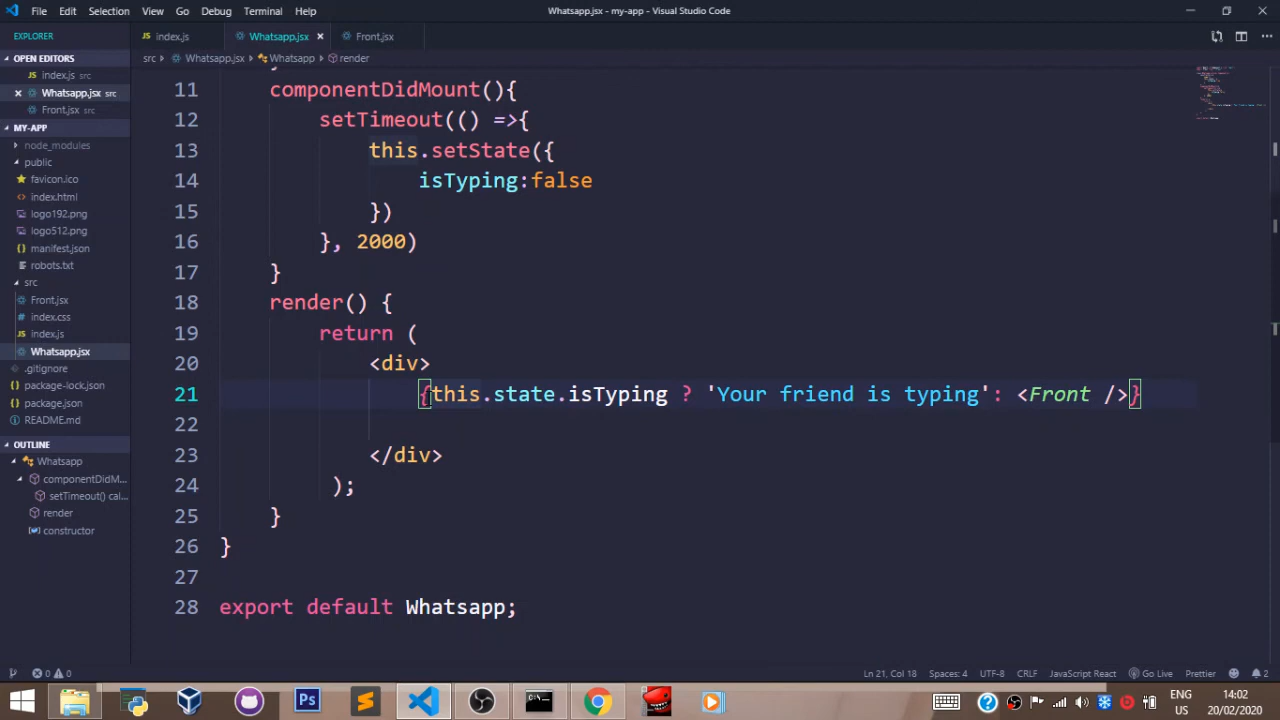 File Edit Selection View Go Debug Terminal Help
Whatsapp.jsx - my-app - Visual Studio Code
EXPLORER
index.js
Whatsapp.jsx ×
Front.jsx
OPEN EDITORS
index.js src
× Whatsapp.jsx src
Front.jsx src
MY-APP
node_modules
public
favicon.ico
index.html
logo192.png
logo512.png
manifest.json
robots.txt
src
Front.jsx
index.css
index.js
Whatsapp.jsx
.gitignore
package-lock.json
package.json
README.md
OUTLINE
Whatsapp
componentDidM...
setTimeout() cal...
render
constructor
src > Whatsapp.jsx > Whatsapp > render
11 componentDidMount(){
12 setTimeout(() =>{
13 this.setState({
14 isTyping:false
15 })
16 }, 2000)
17 }
18 render() {
19 return (
20 <div>
21 {this.state.isTyping ? 'Your friend is typing': <Front />}
22
23 </div>
24 );
25 }
26 }
27
28 export default Whatsapp;
0 0
Ln 21, Col 18 Spaces: 4 UTF-8 CRLF JavaScript React Go Live Prettier 2
Ps
ENG
US
14:02
20/02/2020